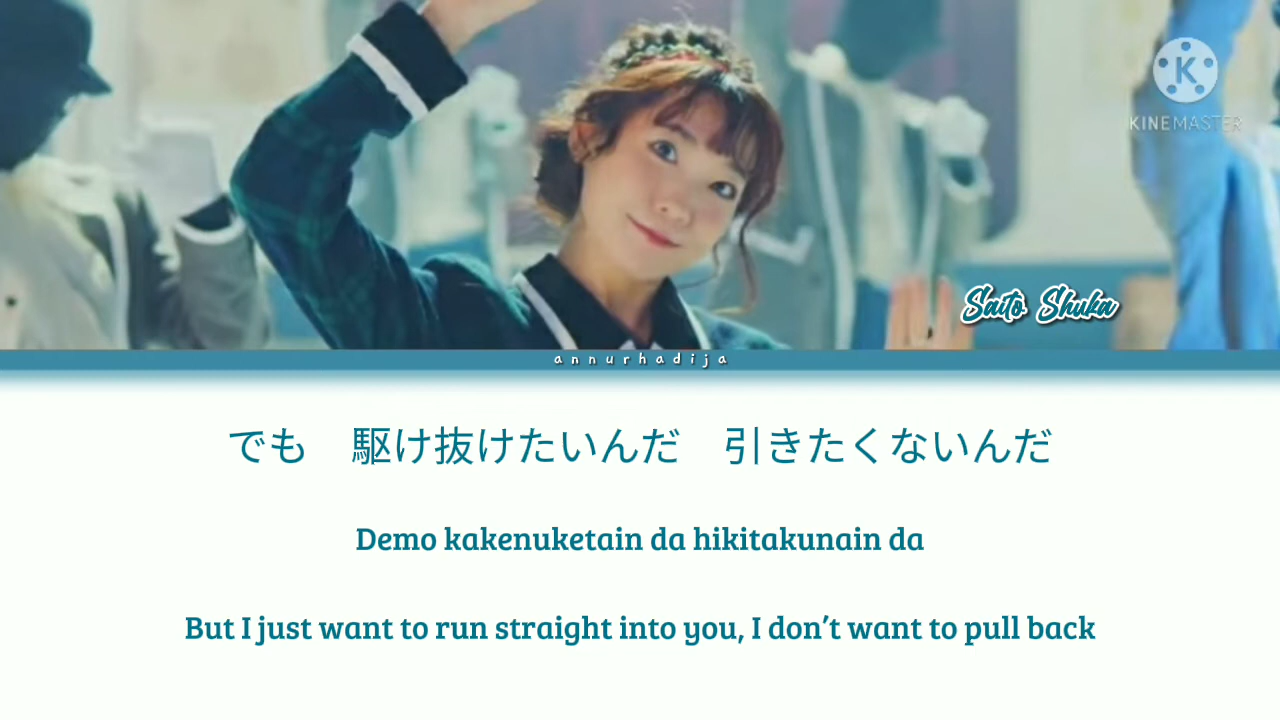 KINEMASTER
Saito Shuka
annurhadija
でも 駆け抜けたいんだ 引きたくないんだ
Demo kakenuketain da hikitakunain da
But I just want to run straight into you, I don’t want to pull back